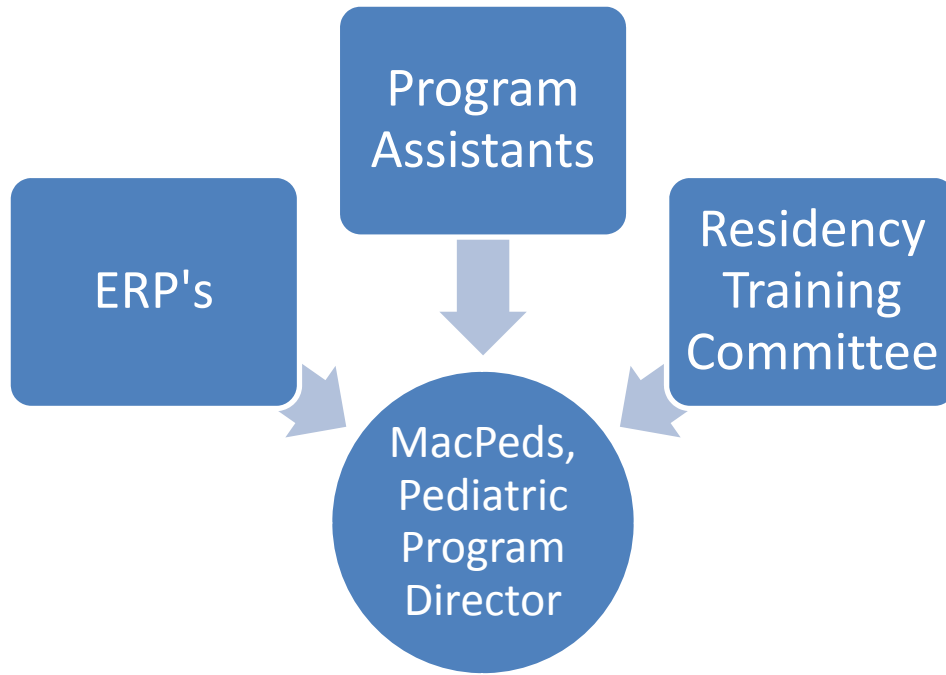 Program
Assistants
ERP's
Residency
Training
Committee
MacPeds,
Pediatric
Program
Director